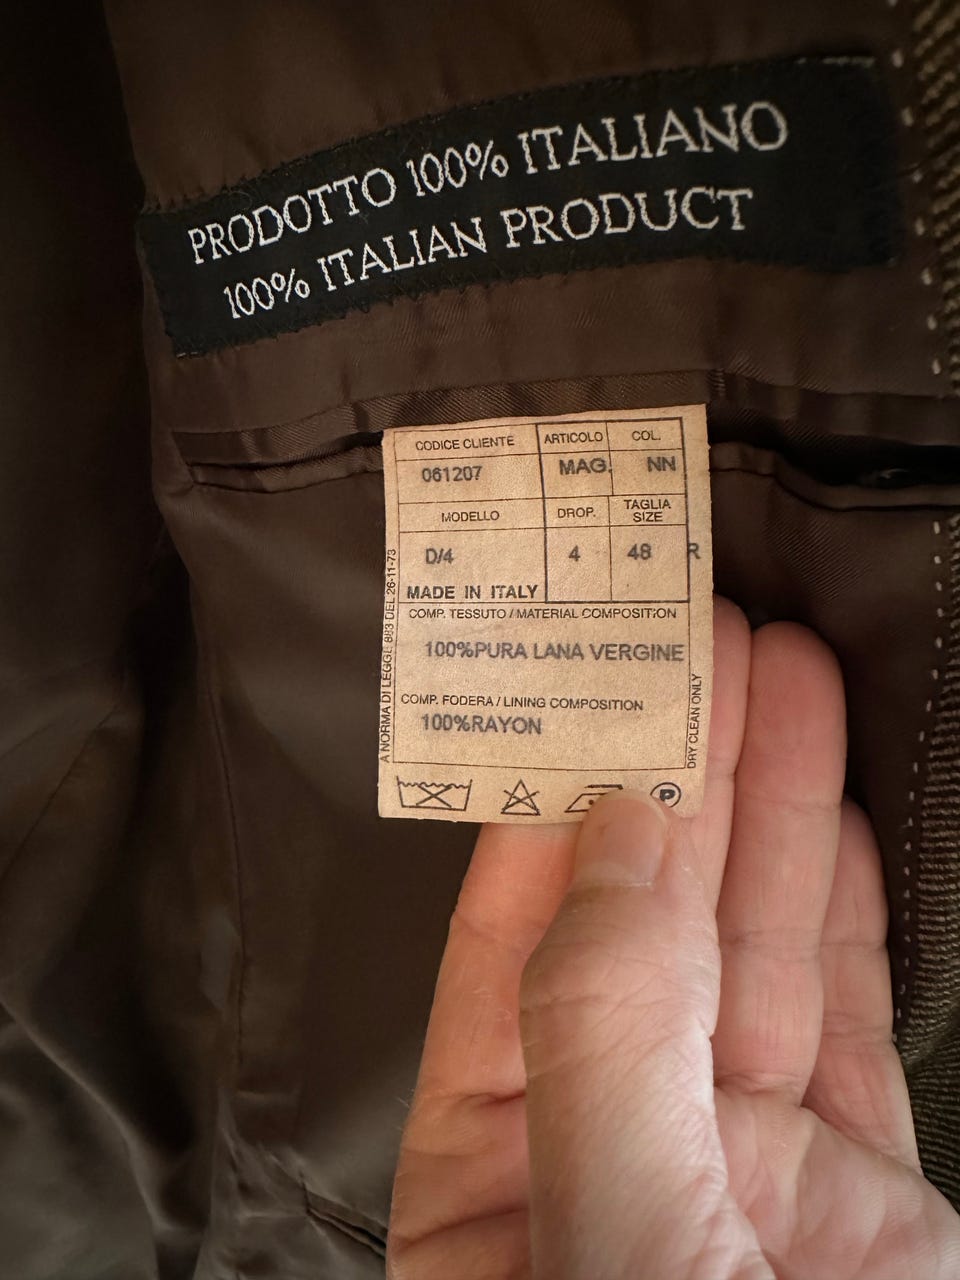 PRODOTTO 100% ITALIANO
100% ITALIAN PRODUCT
CODICE CLIENTE ARTICOLO COL.
061207 MAG. NN
MODELLO DROP. TAGLIA SIZE
D/4 4 48 R
MADE IN ITALY
COMP. TESSUTO / MATERIAL COMPOSITION
100%PURA LANA VERGINE
COMP. FODERA / LINING COMPOSITION
100%RAYON
A NORMA DI LEGGE 883 DEL 26-11-73
DRY CLEAN ONLY
P